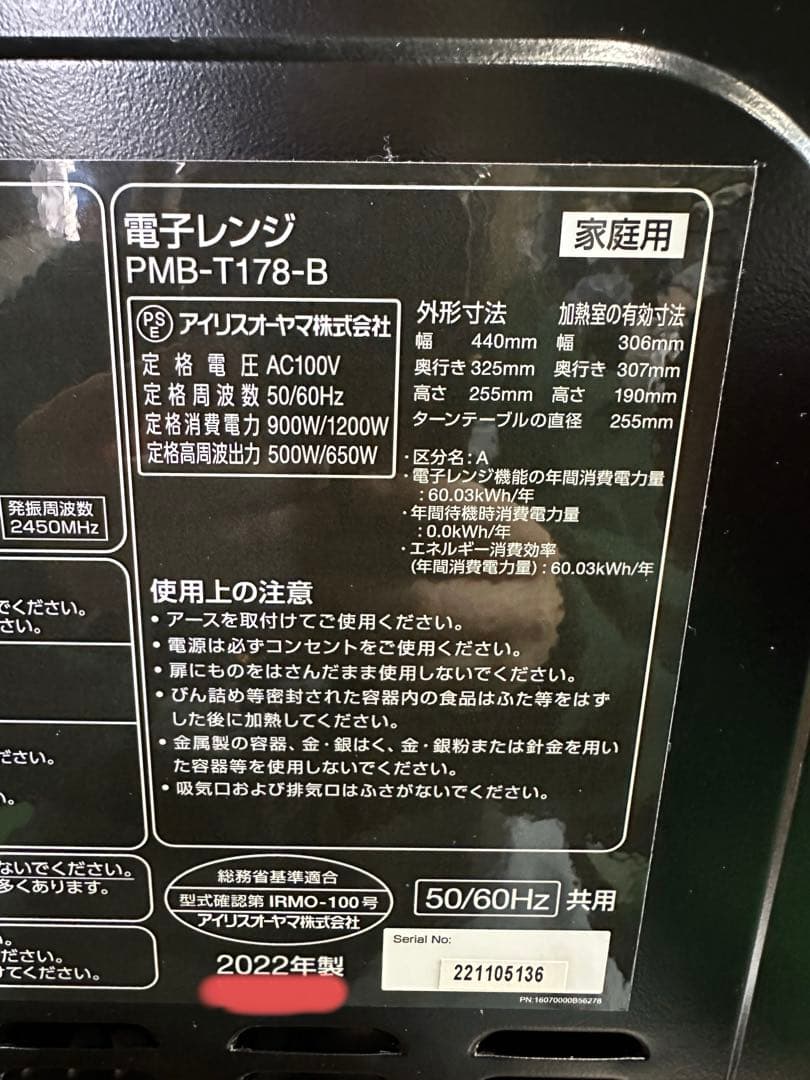 電子レンジ
PMB-T178-B
家庭用
PSE アイリスオーヤマ株式会社
定格電圧 AC100V
定格周波数 50/60Hz
定格消費電力 900W/1200W
定格高周波出力 500W/650W
外形寸法
幅 440mm
奥行き 325mm
高さ 255mm
加熱室の有効寸法
幅 306mm
奥行き 307mm
高さ 190mm
ターンテーブルの直径 255mm
・区分名:A
・電子レンジ機能の年間消費電力量
:60.03kWh/年
・年間待機時消費電力量
:0.0kWh/年
・エネルギー消費効率
(年間消費電力量):60.03kWh/年
発振周波数
2450MHz
でください。
さい。
ださい。
い。
ないでください。
多くあります。
。
ださい。
けてください。
使用上の注意
・アースを取付けてご使用ください。
・電源は必ずコンセントをご使用ください。
・扉にものをはさんだまま使用しないでください。
・びん詰め等密封された容器内の食品はふた等をはず
した後に加熱してください。
・金属製の容器、金・銀はく、金・銀粉または針金を用い
た容器等を使用しないでください。
・吸気口および排気口はふさがないでください。
総務省基準適合
型式確認第 IRMO-100号
アイリスオーヤマ株式会社
50/60Hz 共用
2022年製
Serial No:
221105136
PN:16070000B56278